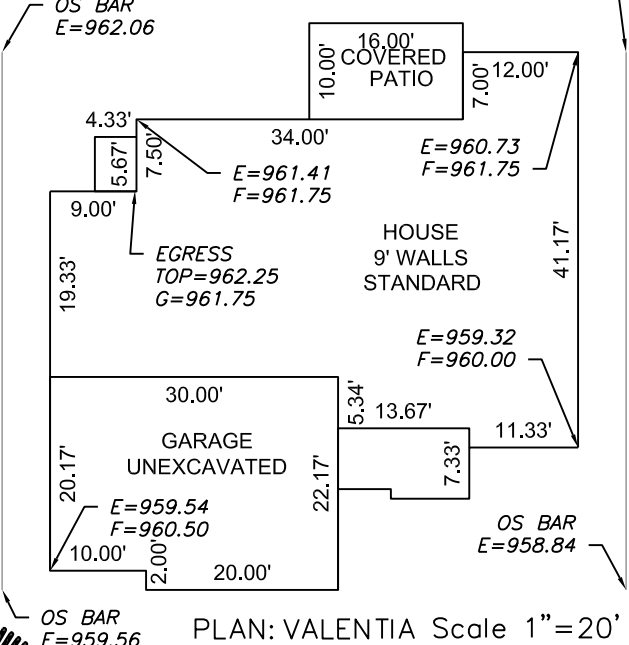 OS BAR
E=962.06
16.00'
COVERED
PATIO
10.00'
7.00'
12.00'
4.33'
34.00'
5.67'
7.50'
E=961.41
F=961.75
E=960.73
F=961.75
9.00'
EGRESS
TOP=962.25
G=961.75
HOUSE
9' WALLS
STANDARD
19.33'
41.17'
E=959.32
F=960.00
30.00'
5.34'
13.67'
11.33'
GARAGE
UNEXCAVATED
20.17'
22.17'
7.33'
E=959.54
F=960.50
10.00'
2.00'
20.00'
OS BAR
E=958.84
OS BAR
E=959.56
PLAN: VALENTIA Scale 1"=20'